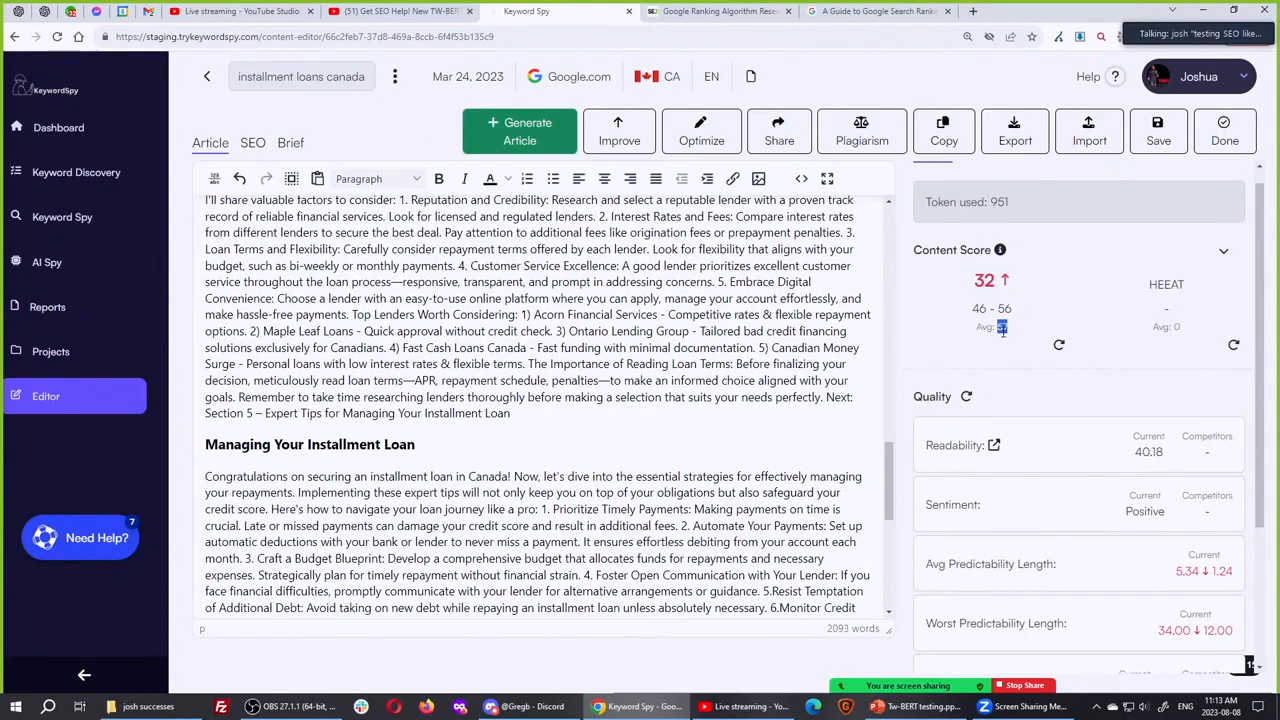 Live streaming - YouTube Studio
(51) Get SEO Help! New TW-BERT
Keyword Spy
Google Ranking Algorithm Resea
A Guide to Google Search Rankin
https://staging.trykeywordspy.com/content-editor/66c2feb7-37d8-469a-8ccb-6f4f53b135c9
Talking: josh "testing SEO like...
KeywordSpy
installment loans canada
Mar 24, 2023
Google.com
CA
EN
Help
Joshua
Dashboard
Keyword Discovery
Keyword Spy
AI Spy
Reports
Projects
Editor
Need Help?
7
Article
SEO
Brief
Generate Article
Improve
Optimize
Share
Plagiarism
Copy
Export
Import
Save
Done
Paragraph
B
I
A
I'll share valuable factors to consider: 1. Reputation and Credibility: Research and select a reputable lender with a proven track
record of reliable financial services. Look for licensed and regulated lenders. 2. Interest Rates and Fees: Compare interest rates
from different lenders to secure the best deal. Pay attention to additional fees like origination fees or prepayment penalties. 3.
Loan Terms and Flexibility: Carefully consider repayment terms offered by each lender. Look for flexibility that aligns with your
budget, such as bi-weekly or monthly payments. 4. Customer Service Excellence: A good lender prioritizes excellent customer
service throughout the loan process—responsive, transparent, and prompt in addressing concerns. 5. Embrace Digital
Convenience: Choose a lender with an easy-to-use online platform where you can apply, manage your account effortlessly, and
make hassle-free payments. Top Lenders Worth Considering: 1) Acorn Financial Services - Competitive rates & flexible repayment
options. 2) Maple Leaf Loans - Quick approval without credit check. 3) Ontario Lending Group - Tailored bad credit financing
solutions exclusively for Canadians. 4) Fast Cash Loans Canada - Fast funding with minimal documentation. 5) Canadian Money
Surge - Personal loans with low interest rates & flexible terms. The Importance of Reading Loan Terms: Before finalizing your
decision, meticulously read loan terms—APR, repayment schedule, penalties—to make an informed choice aligned with your
goals. Remember to take time researching lenders thoroughly before making a selection that suits your needs perfectly. Next:
Section 5 – Expert Tips for Managing Your Installment Loan
Managing Your Installment Loan
Congratulations on securing an installment loan in Canada! Now, let's dive into the essential strategies for effectively managing
your repayments. Implementing these expert tips will not only keep you on top of your obligations but also safeguard your
credit score. Here's how to navigate your loan journey like a pro: 1. Prioritize Timely Payments: Making payments on time is
crucial. Late or missed payments can damage your credit score and result in additional fees. 2. Automate Your Payments: Set up
automatic deductions with your bank or lender to never miss a payment. It ensures effortless debiting from your account each
month. 3. Craft a Budget Blueprint: Develop a comprehensive budget that allocates funds for repayments and necessary
expenses. Strategically plan for timely repayment without financial strain. 4. Foster Open Communication with Your Lender: If you
face financial difficulties, promptly communicate with your lender for alternative arrangements or guidance. 5.Resist Temptation
of Additional Debt: Avoid taking on new debt while repaying an installment loan unless absolutely necessary. 6.Monitor Credit
p
2093 words
Token used: 951
Content Score
32 ↑
46 - 56
Avg:
HEEAT
-
Avg: 0
Quality
Readability:
Current
40.18
Competitors
-
Sentiment:
Current
Positive
Competitors
-
Avg Predictability Length:
Current
5.34 ↓ 1.24
Worst Predictability Length:
Current
34.00 ↓ 12.00
You are screen sharing
Stop Share
josh successes
OBS 29.1.1 (64-bit, ...
Keyword Spy - Goo...
YouTube - Live stre...
Tw-BERT testing.pp...
Zoom Meeting
11:13 AM
2023-08-08